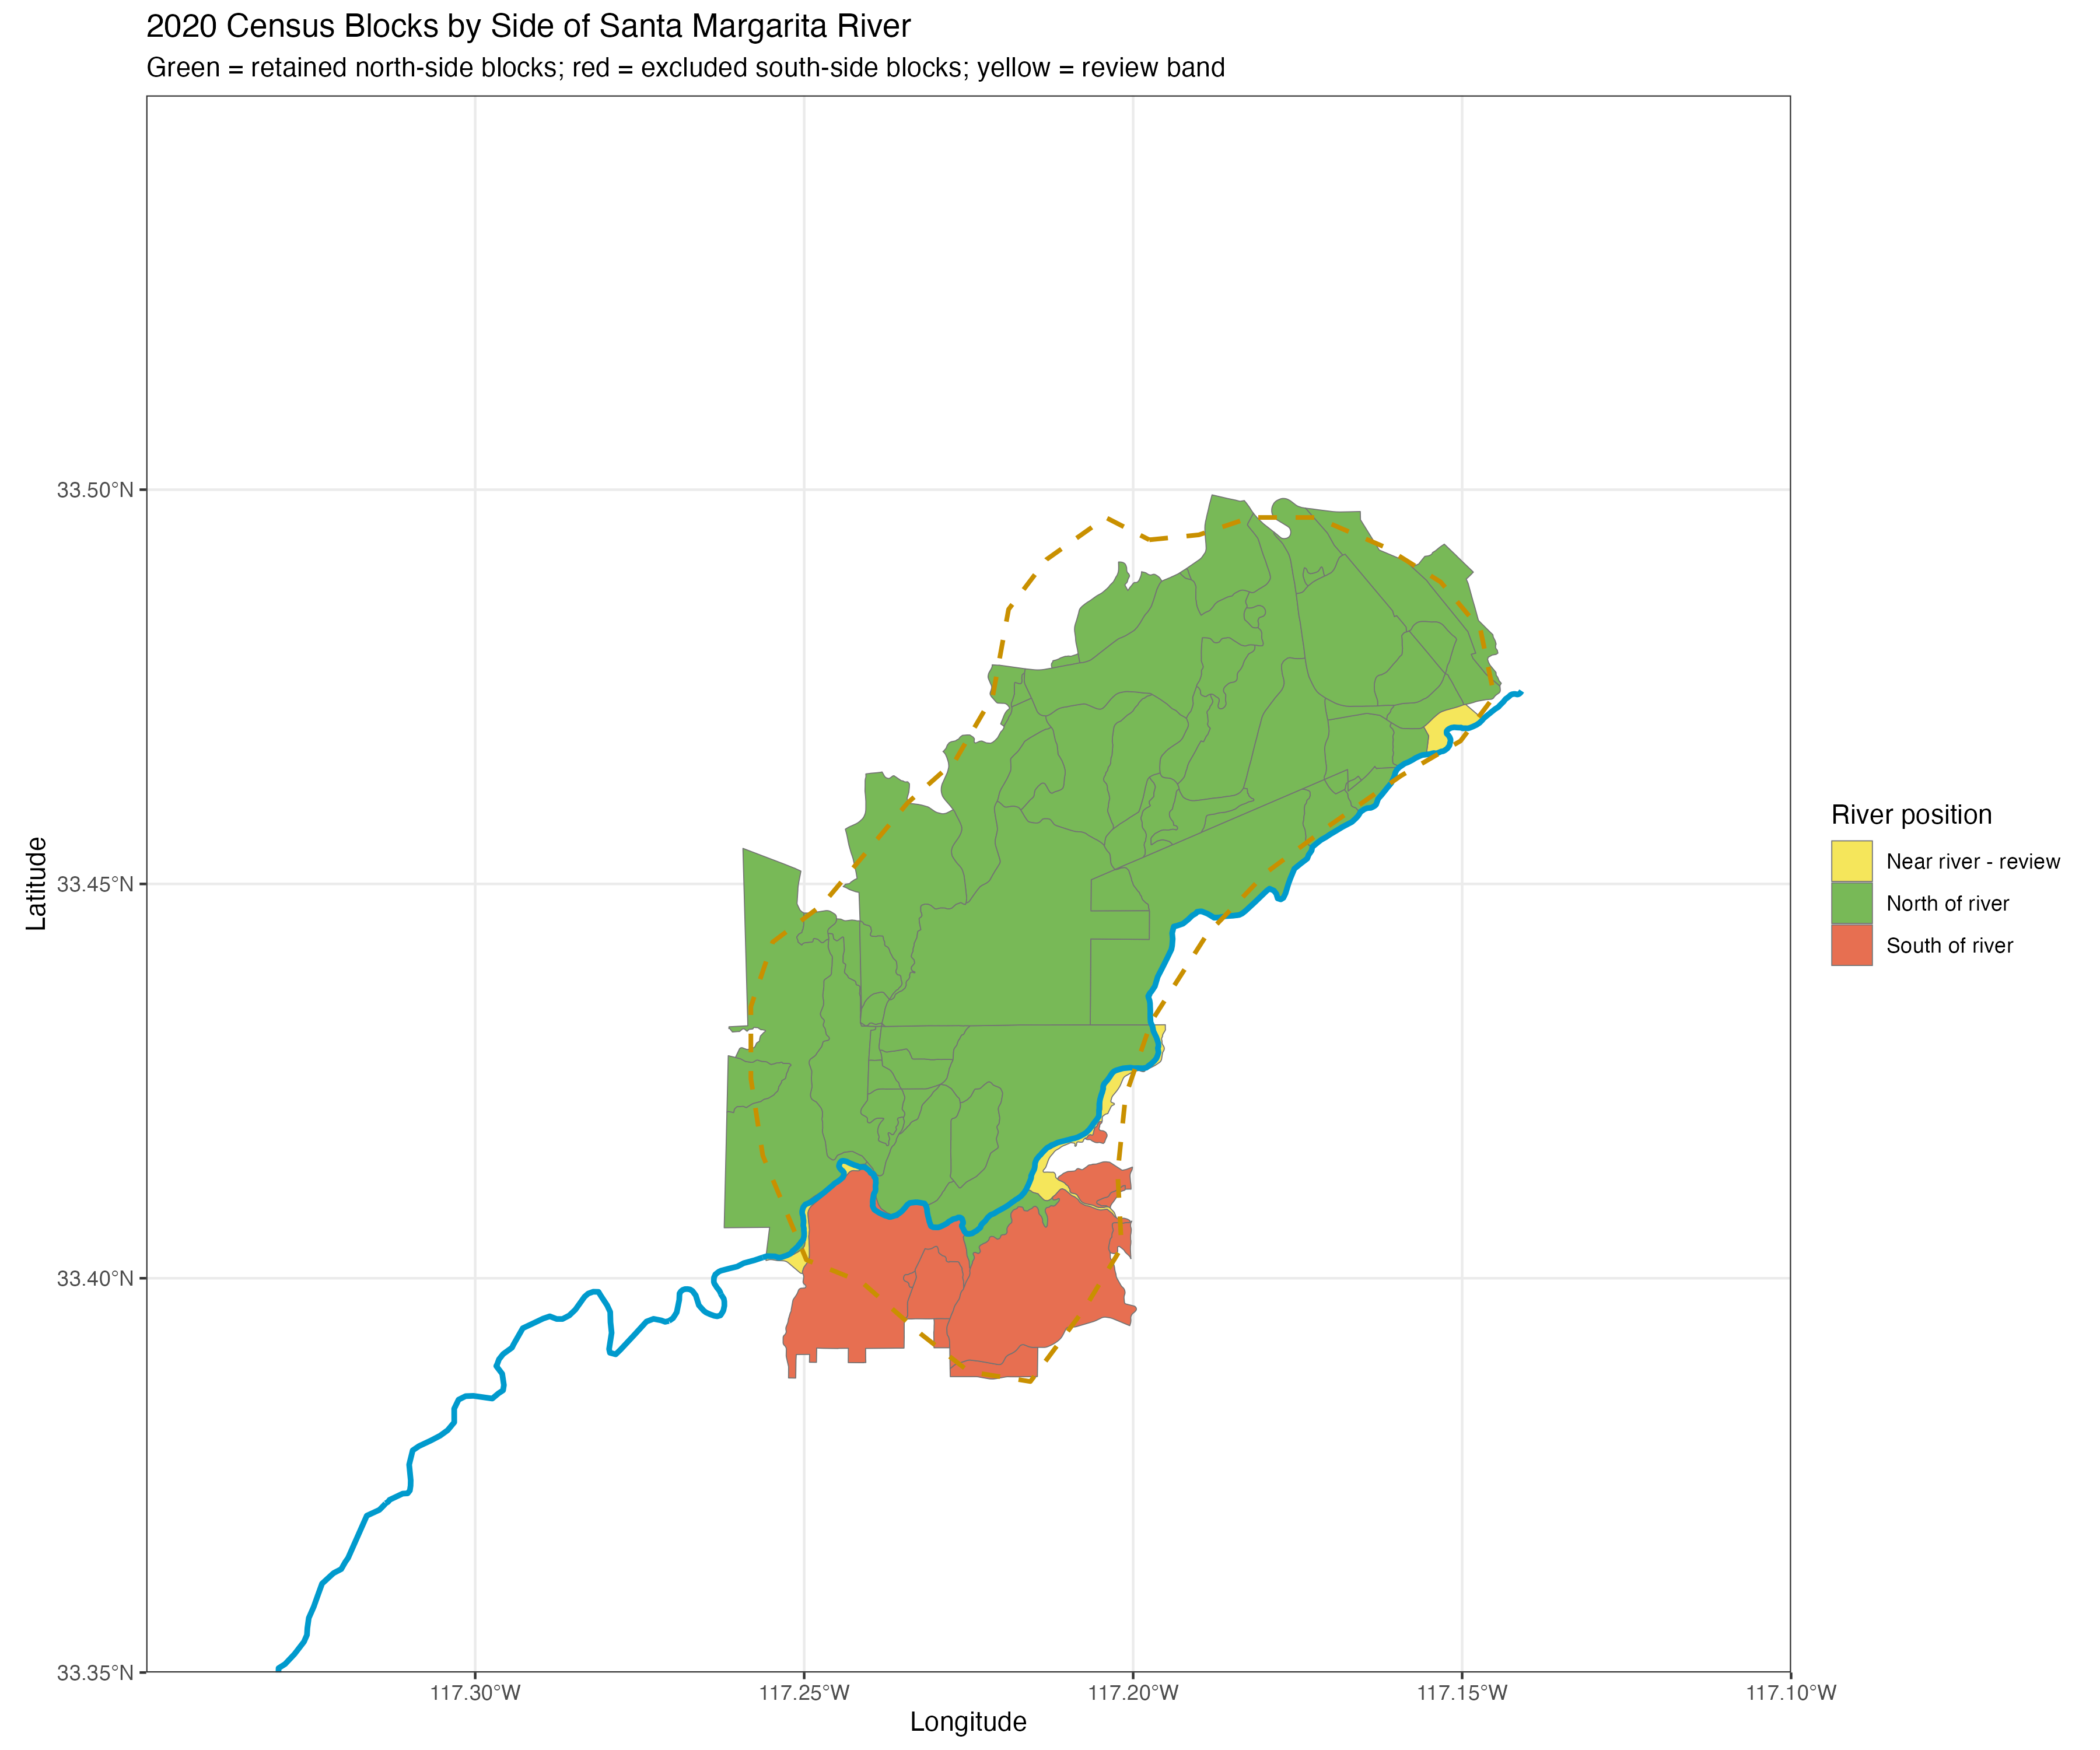 2020 Census Blocks by Side of Santa Margarita River
Green = retained north-side blocks; red = excluded south-side blocks; yellow = review band
33.50°N
33.45°N
33.40°N
33.35°N
Latitude
117.30°W
117.25°W
117.20°W
117.15°W
117.10°W
Longitude
River position
Near river - review
North of river
South of river